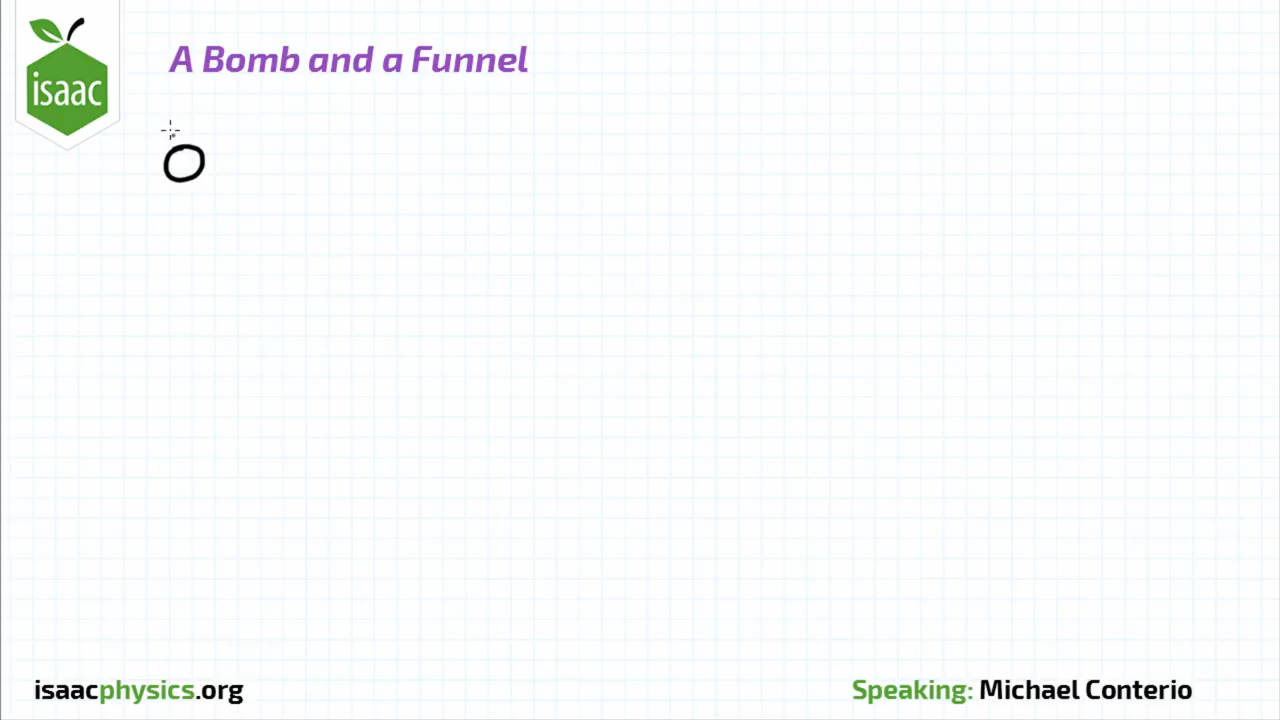 isaac
A Bomb and a Funnel
isaacphysics.org
Speaking: Michael Conterio